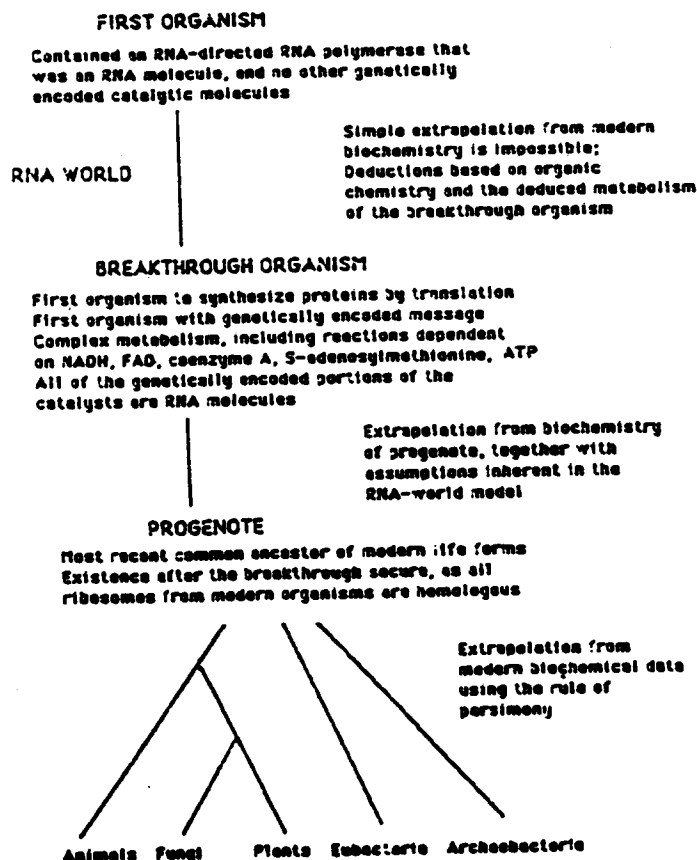 FIRST ORGANISM
Contained an RNA-directed RNA polymerase that
was an RNA molecule, and no other genetically
encoded catalytic molecules
Simple extrapolation from modern
biochemistry is impossible;
Deductions based on organic
chemistry and the deduced metabolism
of the breakthrough organism
RNA WORLD
BREAKTHROUGH ORGANISM
First organism to synthesize proteins by translation
First organism with genetically encoded message
Complex metabolism, including reactions dependent
on NADH, FAD, coenzyme A, S-adenosylmethionine, ATP
All of the genetically encoded portions of the
catalysts are RNA molecules
Extrapolation from biochemistry
of progenote, together with
assumptions inherent in the
RNA-world model
PROGENOTE
Most recent common ancestor of modern life forms
Existence after the breakthrough secure, as all
ribosomes from modern organisms are homologous
Extrapolation from
modern biochemical data
using the rule of
parsimony
Animals Fungi Plants Eubacteria Archaebacteria